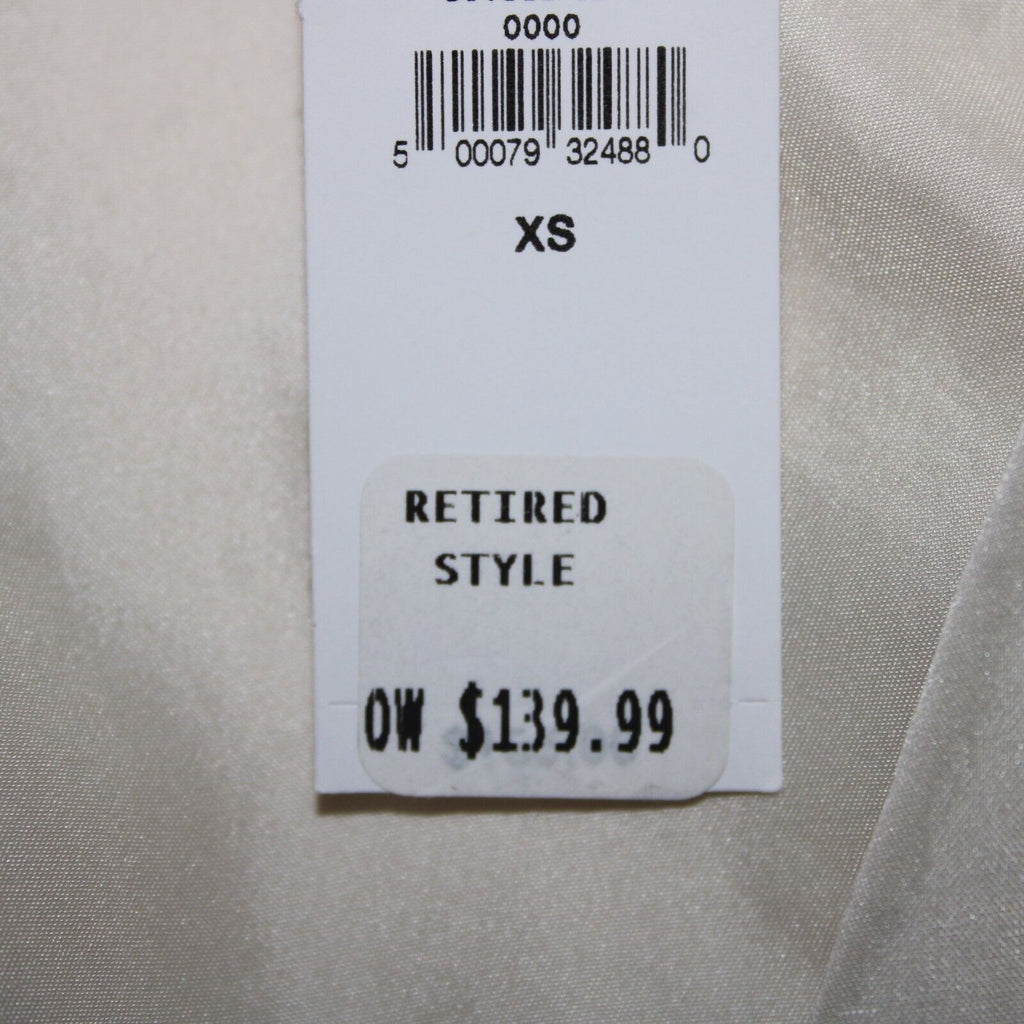 0000
5 00079 32488 0
XS
RETIRED
STYLE
OW $139.99